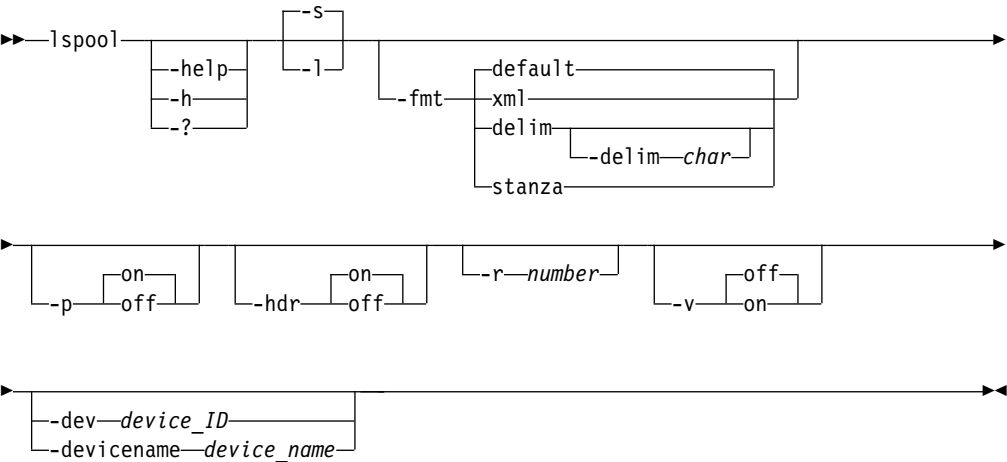 -s
lspool
-help
-l
-h
default
-?
-fmt
xml
delim
-delim char
stanza
on
on
off
-p
off
-hdr
off
-r number
-v
on
-dev device_ID
-devicename device_name